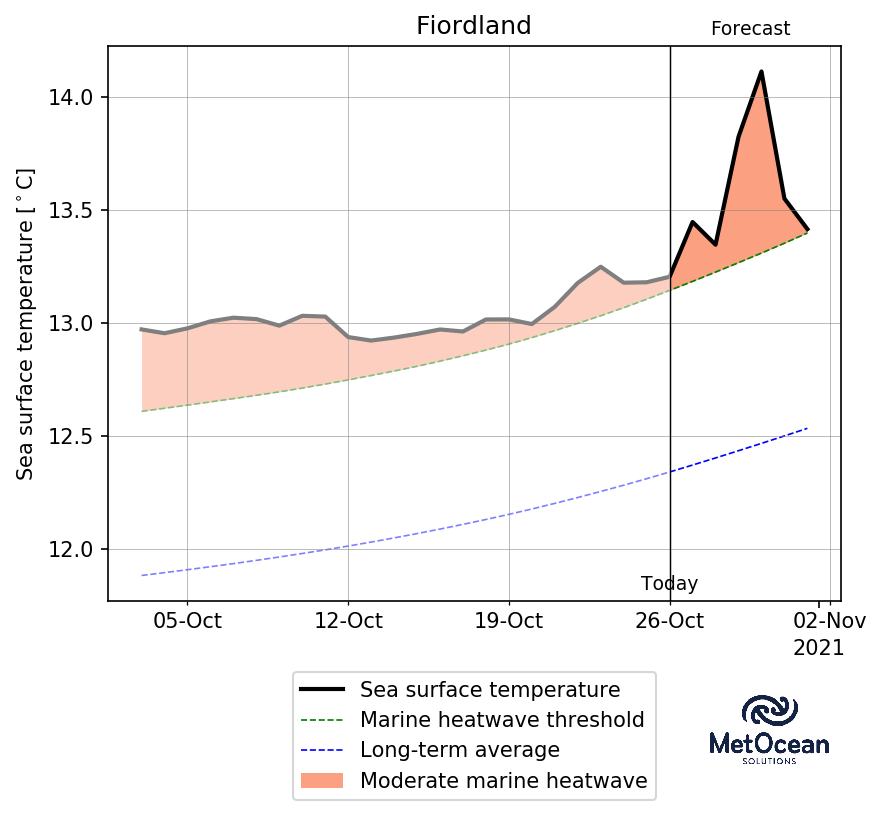 Fiordland
Forecast
Sea surface temperature [°C]
14.0
13.5
13.0
12.5
12.0
Today
05-Oct
12-Oct
19-Oct
26-Oct
02-Nov
2021
Sea surface temperature
Marine heatwave threshold
Long-term average
Moderate marine heatwave
MetOcean
SOLUTIONS